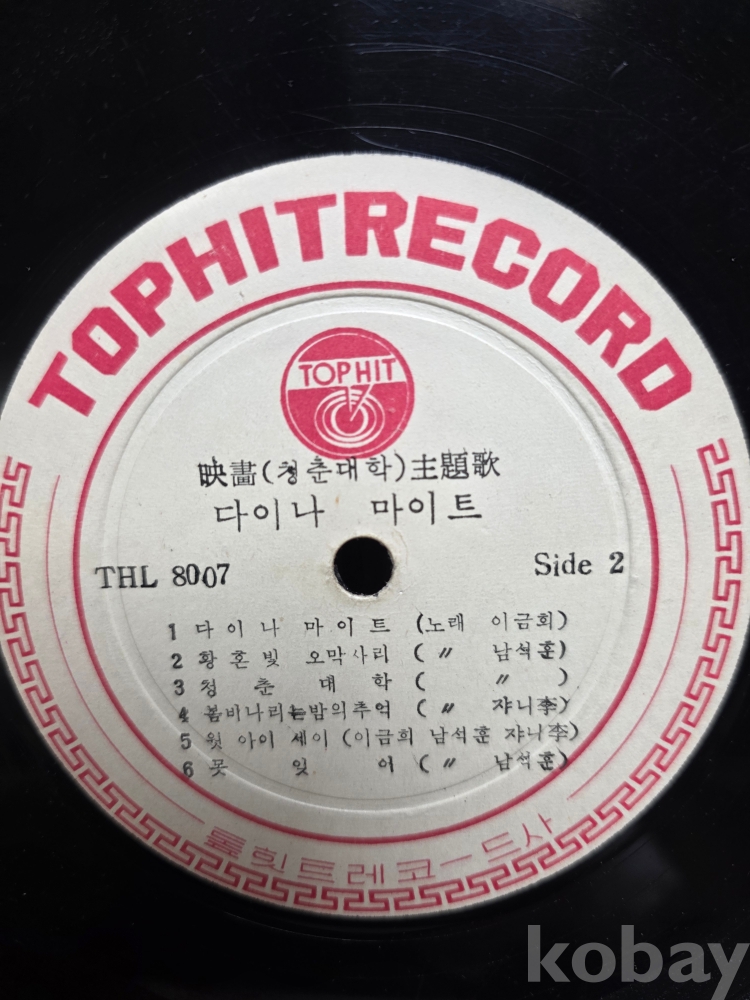 TOPHITRECORD
TOP HIT
映畵(청춘대학)主題歌
다이나 마이트
THL 8007
Side 2
1 다이나 마이트 (노래 이금희)
2 황혼빛 오막사리 ( 〃 남석훈)
3 청춘대학 ( 〃 )
4 봄비나리는밤의추억 ( 〃 쟈니李)
5 윗 아이 세이 (이금희 남석훈 쟈니李)
6 못잊어 ( 〃 남석훈)
톺힛트레코ー드사
kobay